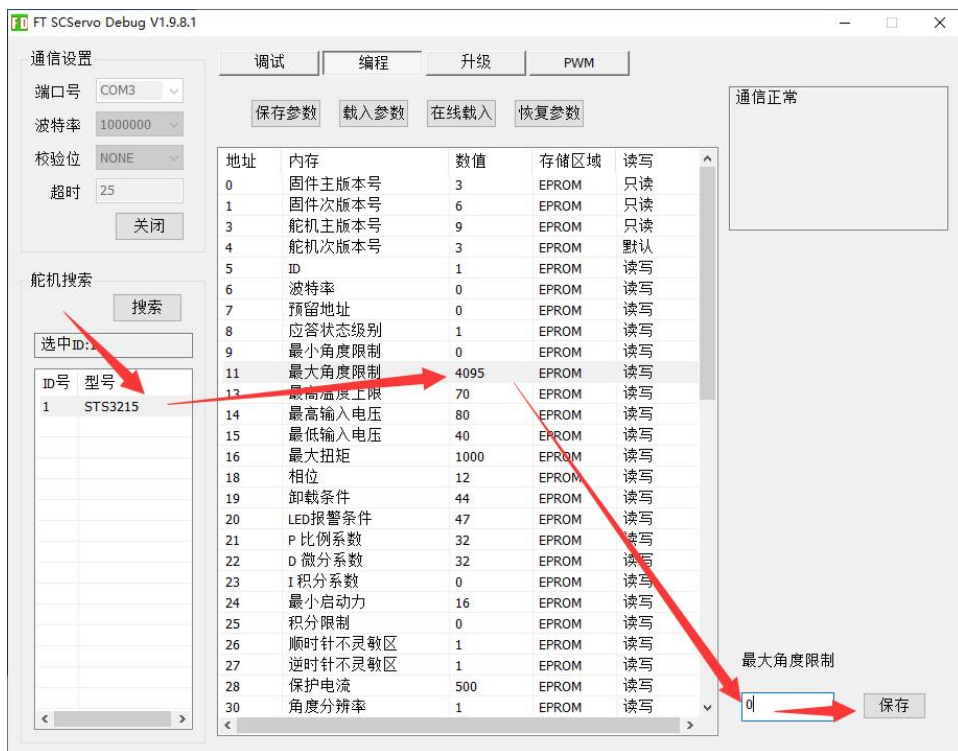 FD FT SCServo Debug V1.9.8.1
通信设置
端口号 COM3
波特率 1000000
校验位 NONE
超时 25
关闭
舵机搜索
搜索
选中ID:1
ID号 型号
1 STS3215
调试 编程 升级 PWM
保存参数 载入参数 在线载入 恢复参数
地址 内存 数值 存储区域 读写
0 固件主版本号 3 EPROM 只读
1 固件次版本号 6 EPROM 只读
3 舵机主版本号 9 EPROM 只读
4 舵机次版本号 3 EPROM 默认
5 ID 1 EPROM 读写
6 波特率 0 EPROM 读写
7 预留地址 0 EPROM 读写
8 应答状态级别 1 EPROM 读写
9 最小角度限制 0 EPROM 读写
11 最大角度限制 4095 EPROM 读写
13 最高温度上限 70 EPROM 读写
14 最高输入电压 80 EPROM 读写
15 最低输入电压 40 EPROM 读写
16 最大扭矩 1000 EPROM 读写
18 相位 12 EPROM 读写
19 卸载条件 44 EPROM 读写
20 LED报警条件 47 EPROM 读写
21 P 比例系数 32 EPROM 读写
22 D 微分系数 32 EPROM 读写
23 I 积分系数 0 EPROM 读写
24 最小启动力 16 EPROM 读写
25 积分限制 0 EPROM 读写
26 顺时针不灵敏区 1 EPROM 读写
27 逆时针不灵敏区 1 EPROM 读写
28 保护电流 500 EPROM 读写
30 角度分辨率 1 EPROM 读写
通信正常
最大角度限制
0 保存